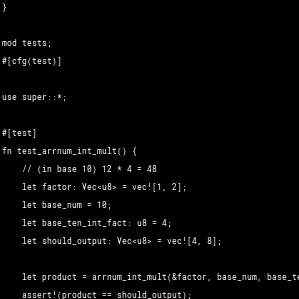 }
mod tests;
#[cfg(test)]
use super::*;
#[test]
fn test_arrnum_int_mult() {
// (in base 10) 12 * 4 = 48
let factor: Vec<u8> = vec![1, 2];
let base_num = 10;
let base_ten_int_fact: u8 = 4;
let should_output: Vec<u8> = vec![4, 8];
let product = arrnum_int_mult(&factor, base_num, base_te
assert!(product == should_output);